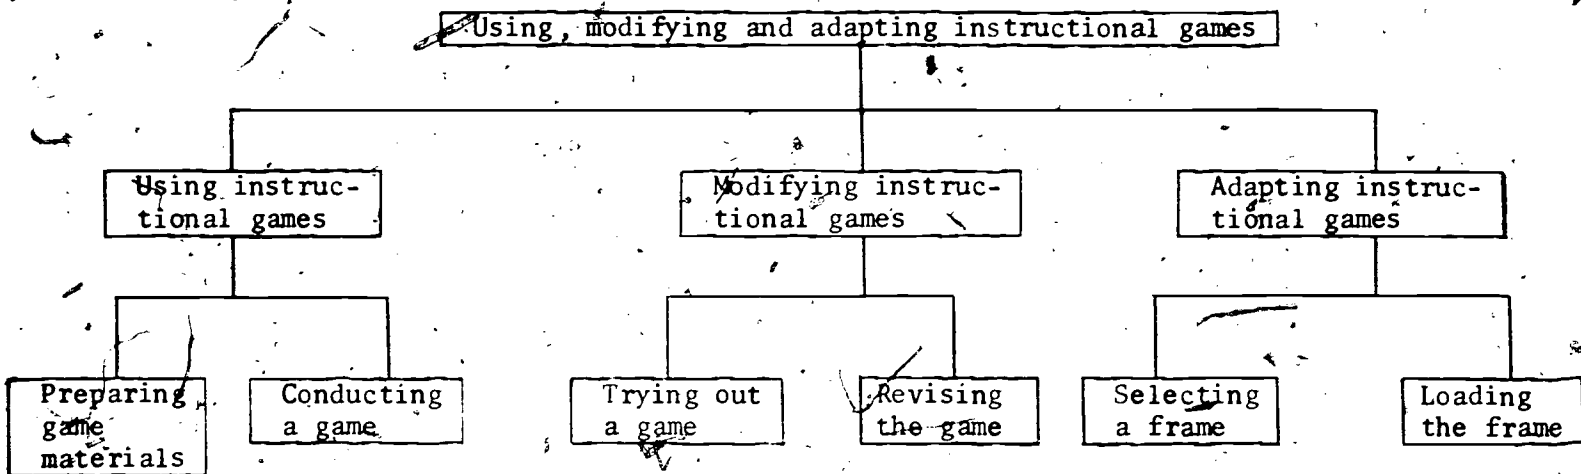 Using, modifying and adapting instructional games
Using instruc-
tional games
Modifying instruc-
tional games
Adapting instruc-
tional games
Preparing
game
materials
Conducting
a game
Trying out
a game
Revising
the game
Selecting
a frame
Loading
the frame